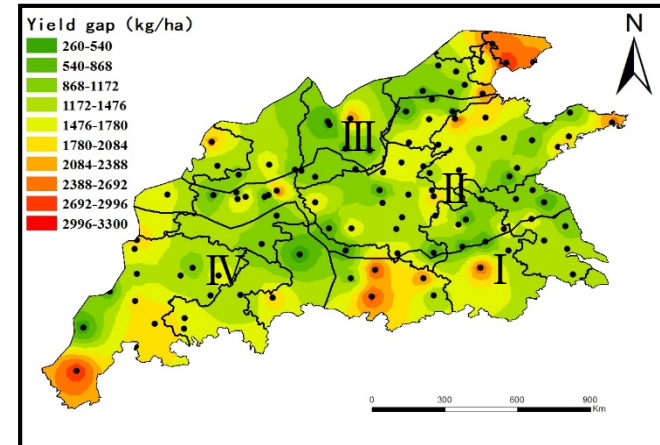 Yield gap (kg/ha)
260-540
540-868
868-1172
1172-1476
1476-1780
1780-2084
2084-2388
2388-2692
2692-2996
2996-3300
N
III
II
I
IV
0 300 600 900
Km